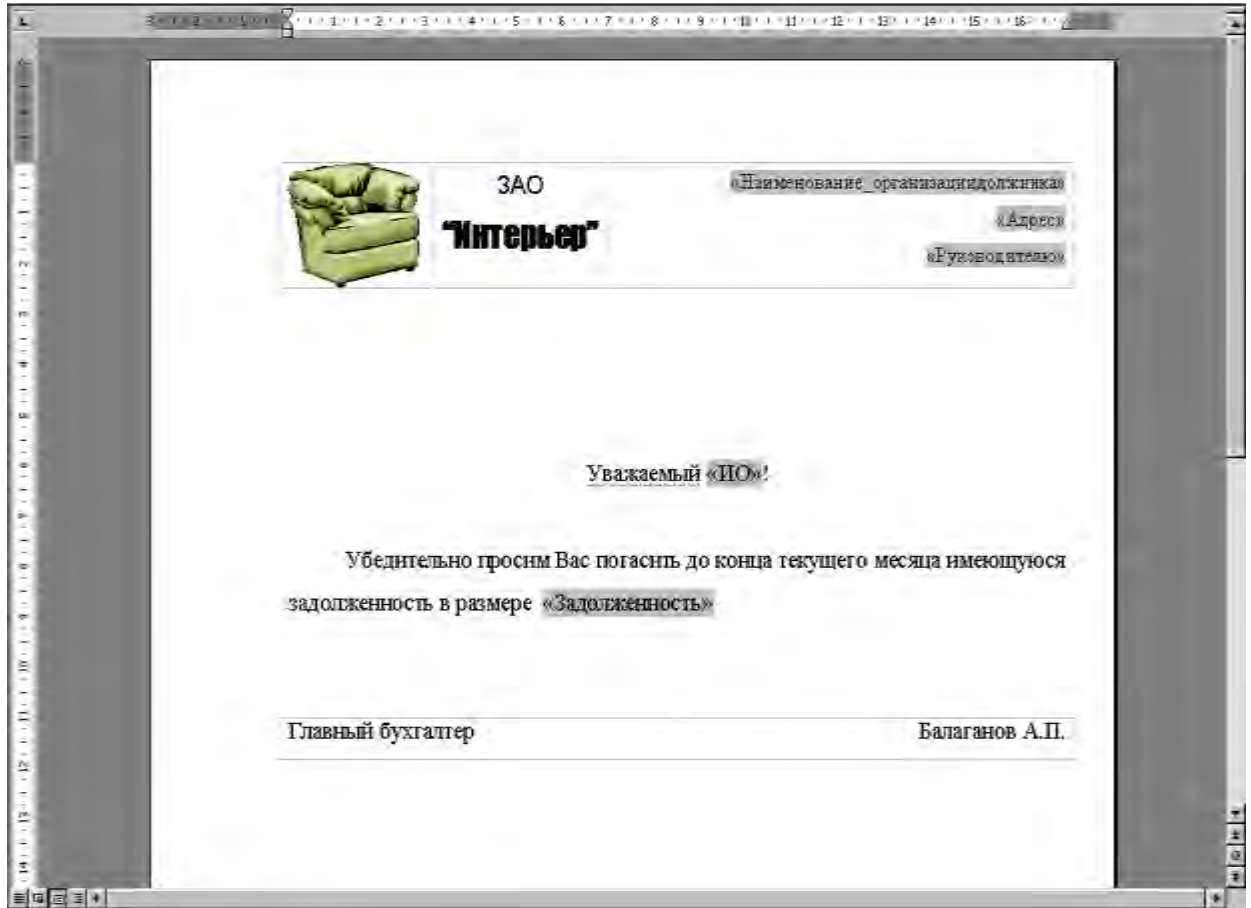 ЗАО
“Интерьер”
«Наименование_организациидолжника»
«Адрес»
«Руководителю»
Уважаемый «ИО»!
Убедительно просим Вас погасить до конца текущего месяца имеющуюся
задолженность в размере «Задолженность»
Главный бухгалтер Балаганов А.П.